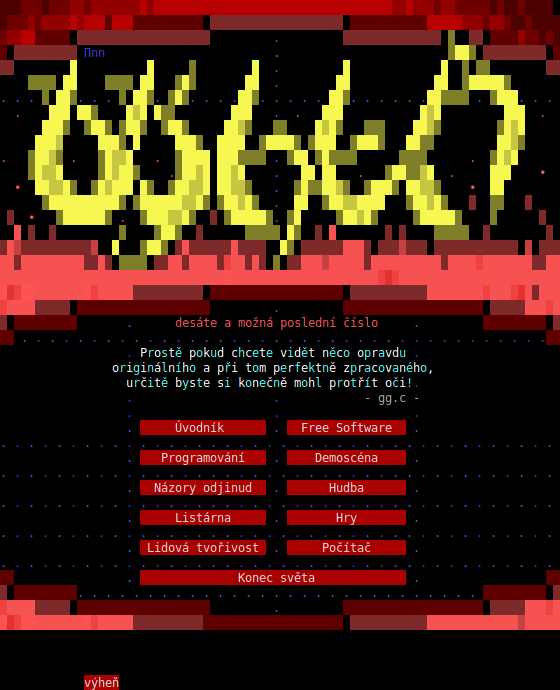 Πnn
desáte a možná poslední číslo
Prostě pokud chcete vidět něco opravdu
originálního a při tom perfektně zpracovaného,
určitě byste si konečně mohl protřít oči!
- gg.c -
Úvodník
Free Software
Programování
Demoscéna
Názory odjinud
Hudba
Listárna
Hry
Lidová tvořivost
Počítač
Konec světa
výheň